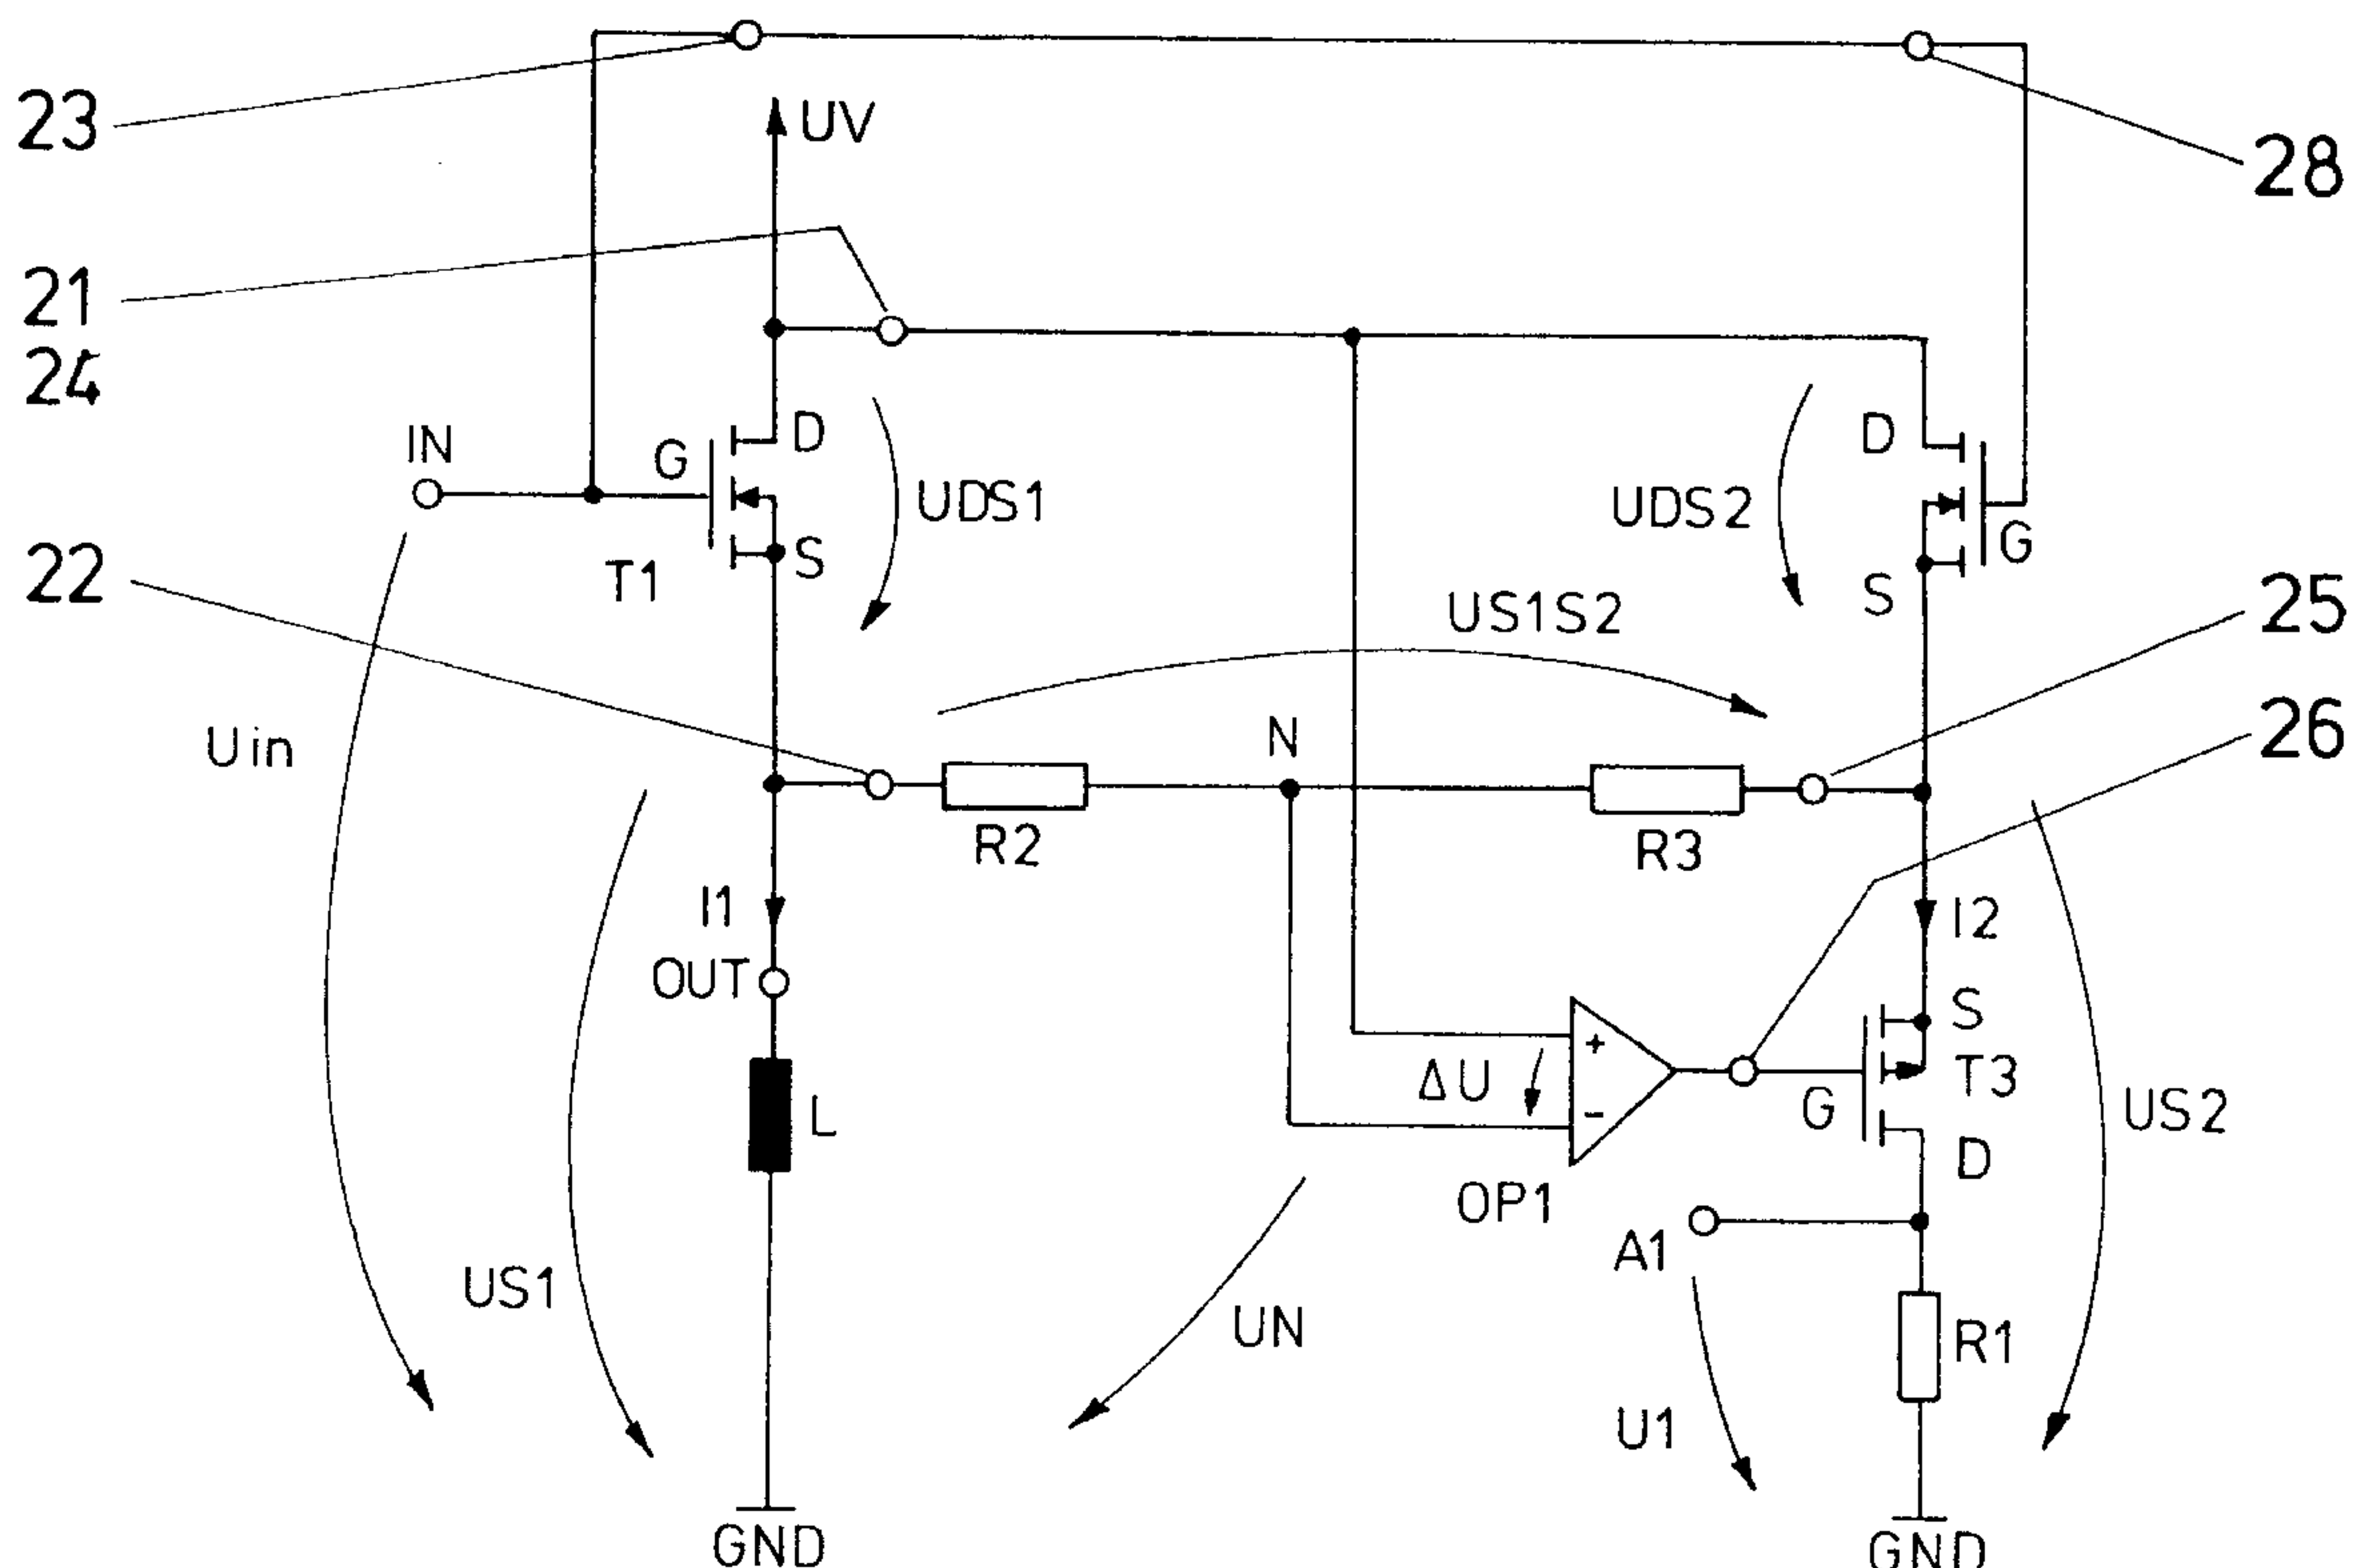 23
UV
28
21
24
IN
G
D
UDS1
UDS2
D
G
T1
S
S
22
US1S2
25
26
Uin
N
R2
R3
I1
I2
OUT
S
+
ΔU
T3
-
G
L
US2
D
OP1
A1
US1
UN
R1
U1
GND
GND